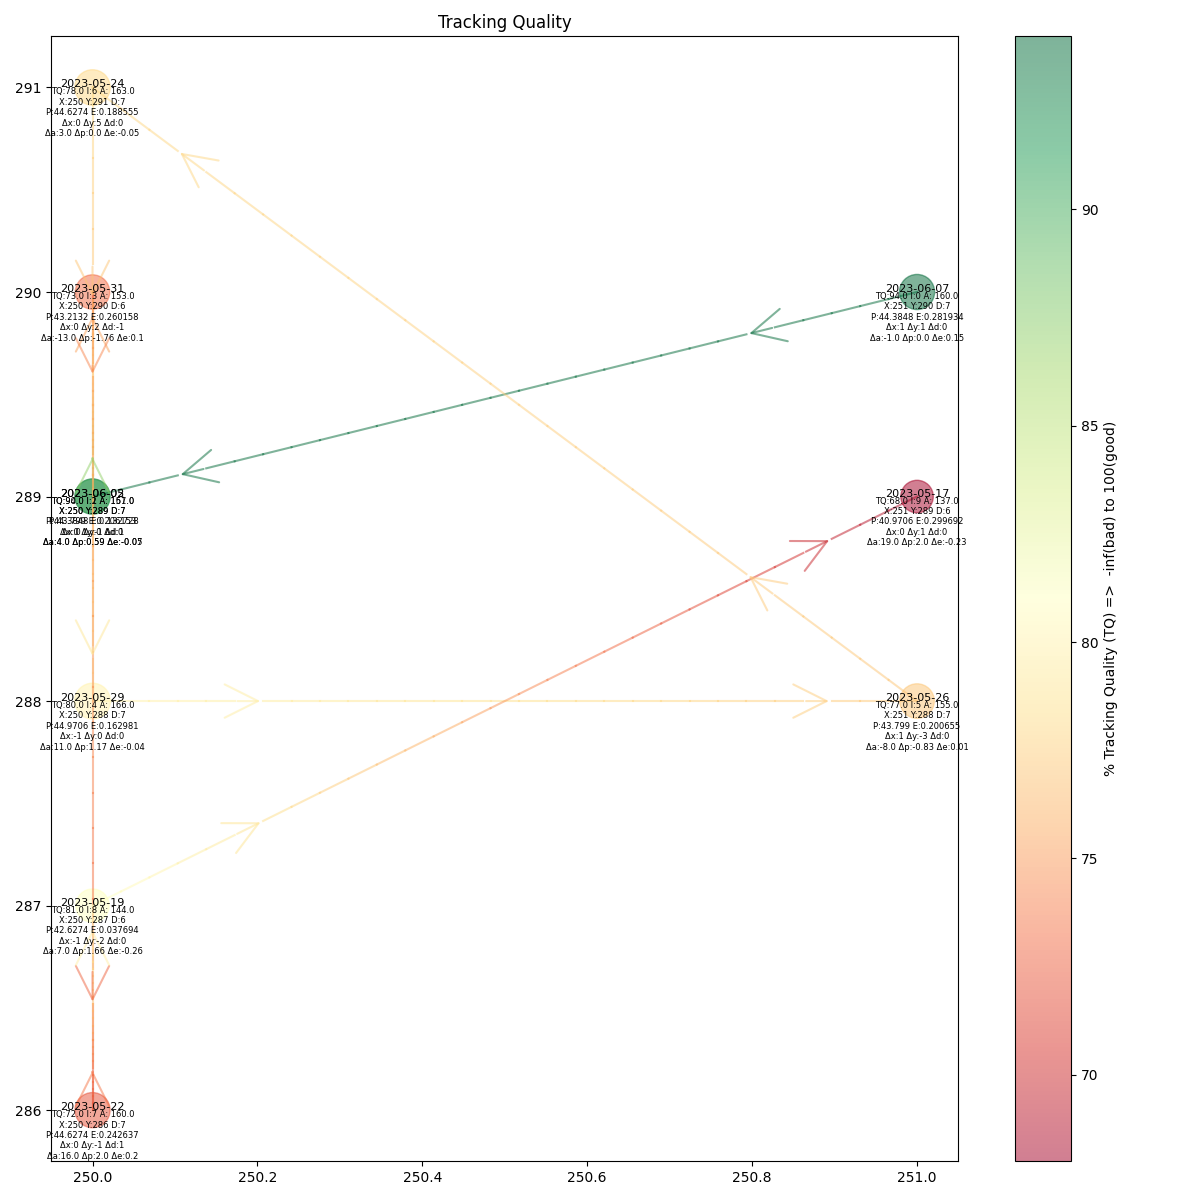 Tracking Quality
291
290
289
288
287
286
250.0
250.2
250.4
250.6
250.8
251.0
2023-05-24
TQ:78.0 I:6 A: 163.0
X:250 Y:291 D:7
P:44.6274 E:0.188555
Δx:0 Δy:5 Δd:0
Δa:3.0 Δp:0.0 Δe:-0.05
2023-05-31
TQ:73.0 I:3 A: 153.0
X:250 Y:290 D:6
P:43.2132 E:0.260158
Δx:0 Δy:2 Δd:-1
Δa:-13.0 Δp:-1.76 Δe:0.1
2023-06-07
TQ:94.0 I:0 A: 160.0
X:251 Y:290 D:7
P:44.3848 E:0.281934
Δx:1 Δy:1 Δd:0
Δa:-1.0 Δp:0.0 Δe:0.15
X:250 Y:289 D:7
Δa:4.0 Δp:0.59
2023-05-17
TQ:68.0 I:9 A: 137.0
X:251 Y:289 D:6
P:40.9706 E:0.299692
Δx:0 Δy:1 Δd:0
Δa:19.0 Δp:2.0 Δe:-0.23
2023-05-29
TQ:80.0 I:4 A: 166.0
X:250 Y:288 D:7
P:44.9706 E:0.162981
Δx:-1 Δy:0 Δd:0
Δa:11.0 Δp:1.17 Δe:-0.04
2023-05-26
TQ:77.0 I:5 A: 155.0
X:251 Y:288 D:7
P:43.799 E:0.200655
Δx:1 Δy:-3 Δd:0
Δa:-8.0 Δp:-0.83 Δe:0.01
2023-05-19
TQ:81.0 I:8 A: 144.0
X:250 Y:287 D:6
P:42.6274 E:0.037694
Δx:-1 Δy:-2 Δd:0
Δa:7.0 Δp:1.66 Δe:-0.26
2023-05-22
TQ:72.0 I:7 A: 160.0
X:250 Y:286 D:7
P:44.6274 E:0.242637
Δx:0 Δy:-1 Δd:1
Δa:16.0 Δp:2.0 Δe:0.2
90
85
80
75
70
% Tracking Quality (TQ) => -inf(bad) to 100(good)